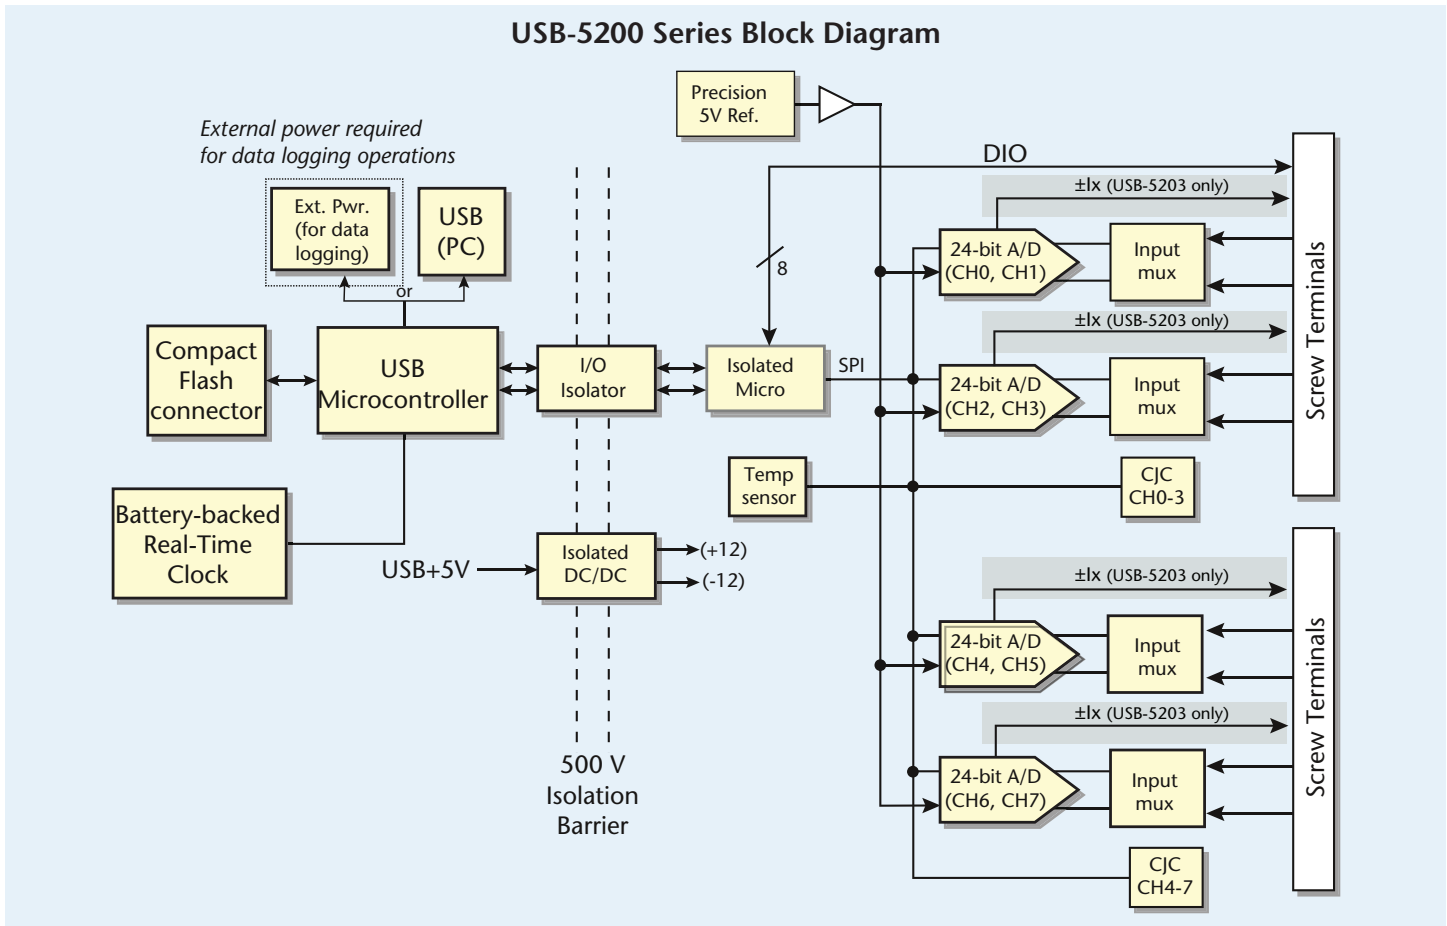 USB-5200 Series Block Diagram
Precision
5V Ref.
External power required
for data logging operations
Ext. Pwr.
(for data
logging)
USB
(PC)
or
Compact
Flash
connector
USB
Microcontroller
I/O
Isolator
Isolated
Micro
SPI
DIO
8
±Ix (USB-5203 only)
24-bit A/D
(CH0, CH1)
Input
mux
±Ix (USB-5203 only)
24-bit A/D
(CH2, CH3)
Input
mux
Screw Terminals
Temp
sensor
CJC
CH0-3
Battery-backed
Real-Time
Clock
USB+5V
Isolated
DC/DC
(+12)
(-12)
500 V
Isolation
Barrier
±Ix (USB-5203 only)
24-bit A/D
(CH4, CH5)
Input
mux
±Ix (USB-5203 only)
24-bit A/D
(CH6, CH7)
Input
mux
Screw Terminals
CJC
CH4-7